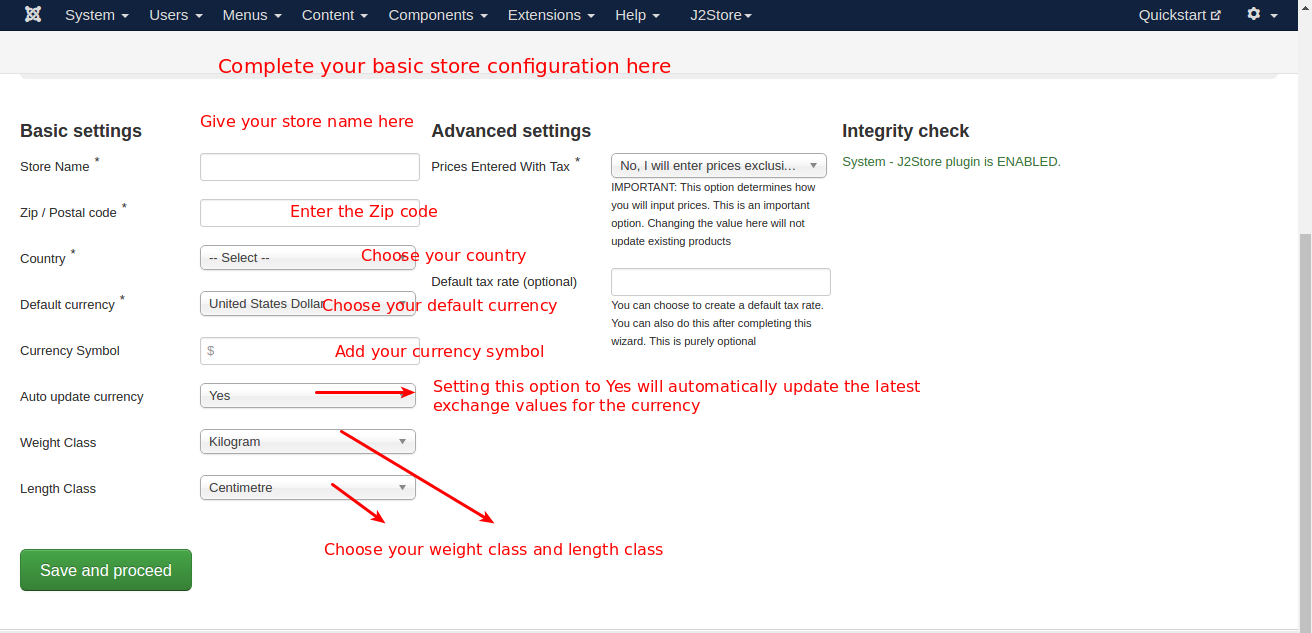 System Users Menus Content Components Extensions Help J2Store Quickstart
Complete your basic store configuration here
Basic settings
Give your store name here
Store Name *
Zip / Postal code *
Enter the Zip code
Country *
-- Select --
Choose your country
Default currency *
United States Dollar
Choose your default currency
Currency Symbol
$
Add your currency symbol
Auto update currency
Yes
Setting this option to Yes will automatically update the latest
exchange values for the currency
Weight Class
Kilogram
Length Class
Centimetre
Choose your weight class and length class
Save and proceed
Advanced settings
Prices Entered With Tax *
No, I will enter prices exclusi...
IMPORTANT: This option determines how
you will input prices. This is an important
option. Changing the value here will not
update existing products
Default tax rate (optional)
You can choose to create a default tax rate.
You can also do this after completing this
wizard. This is purely optional
Integrity check
System - J2Store plugin is ENABLED.